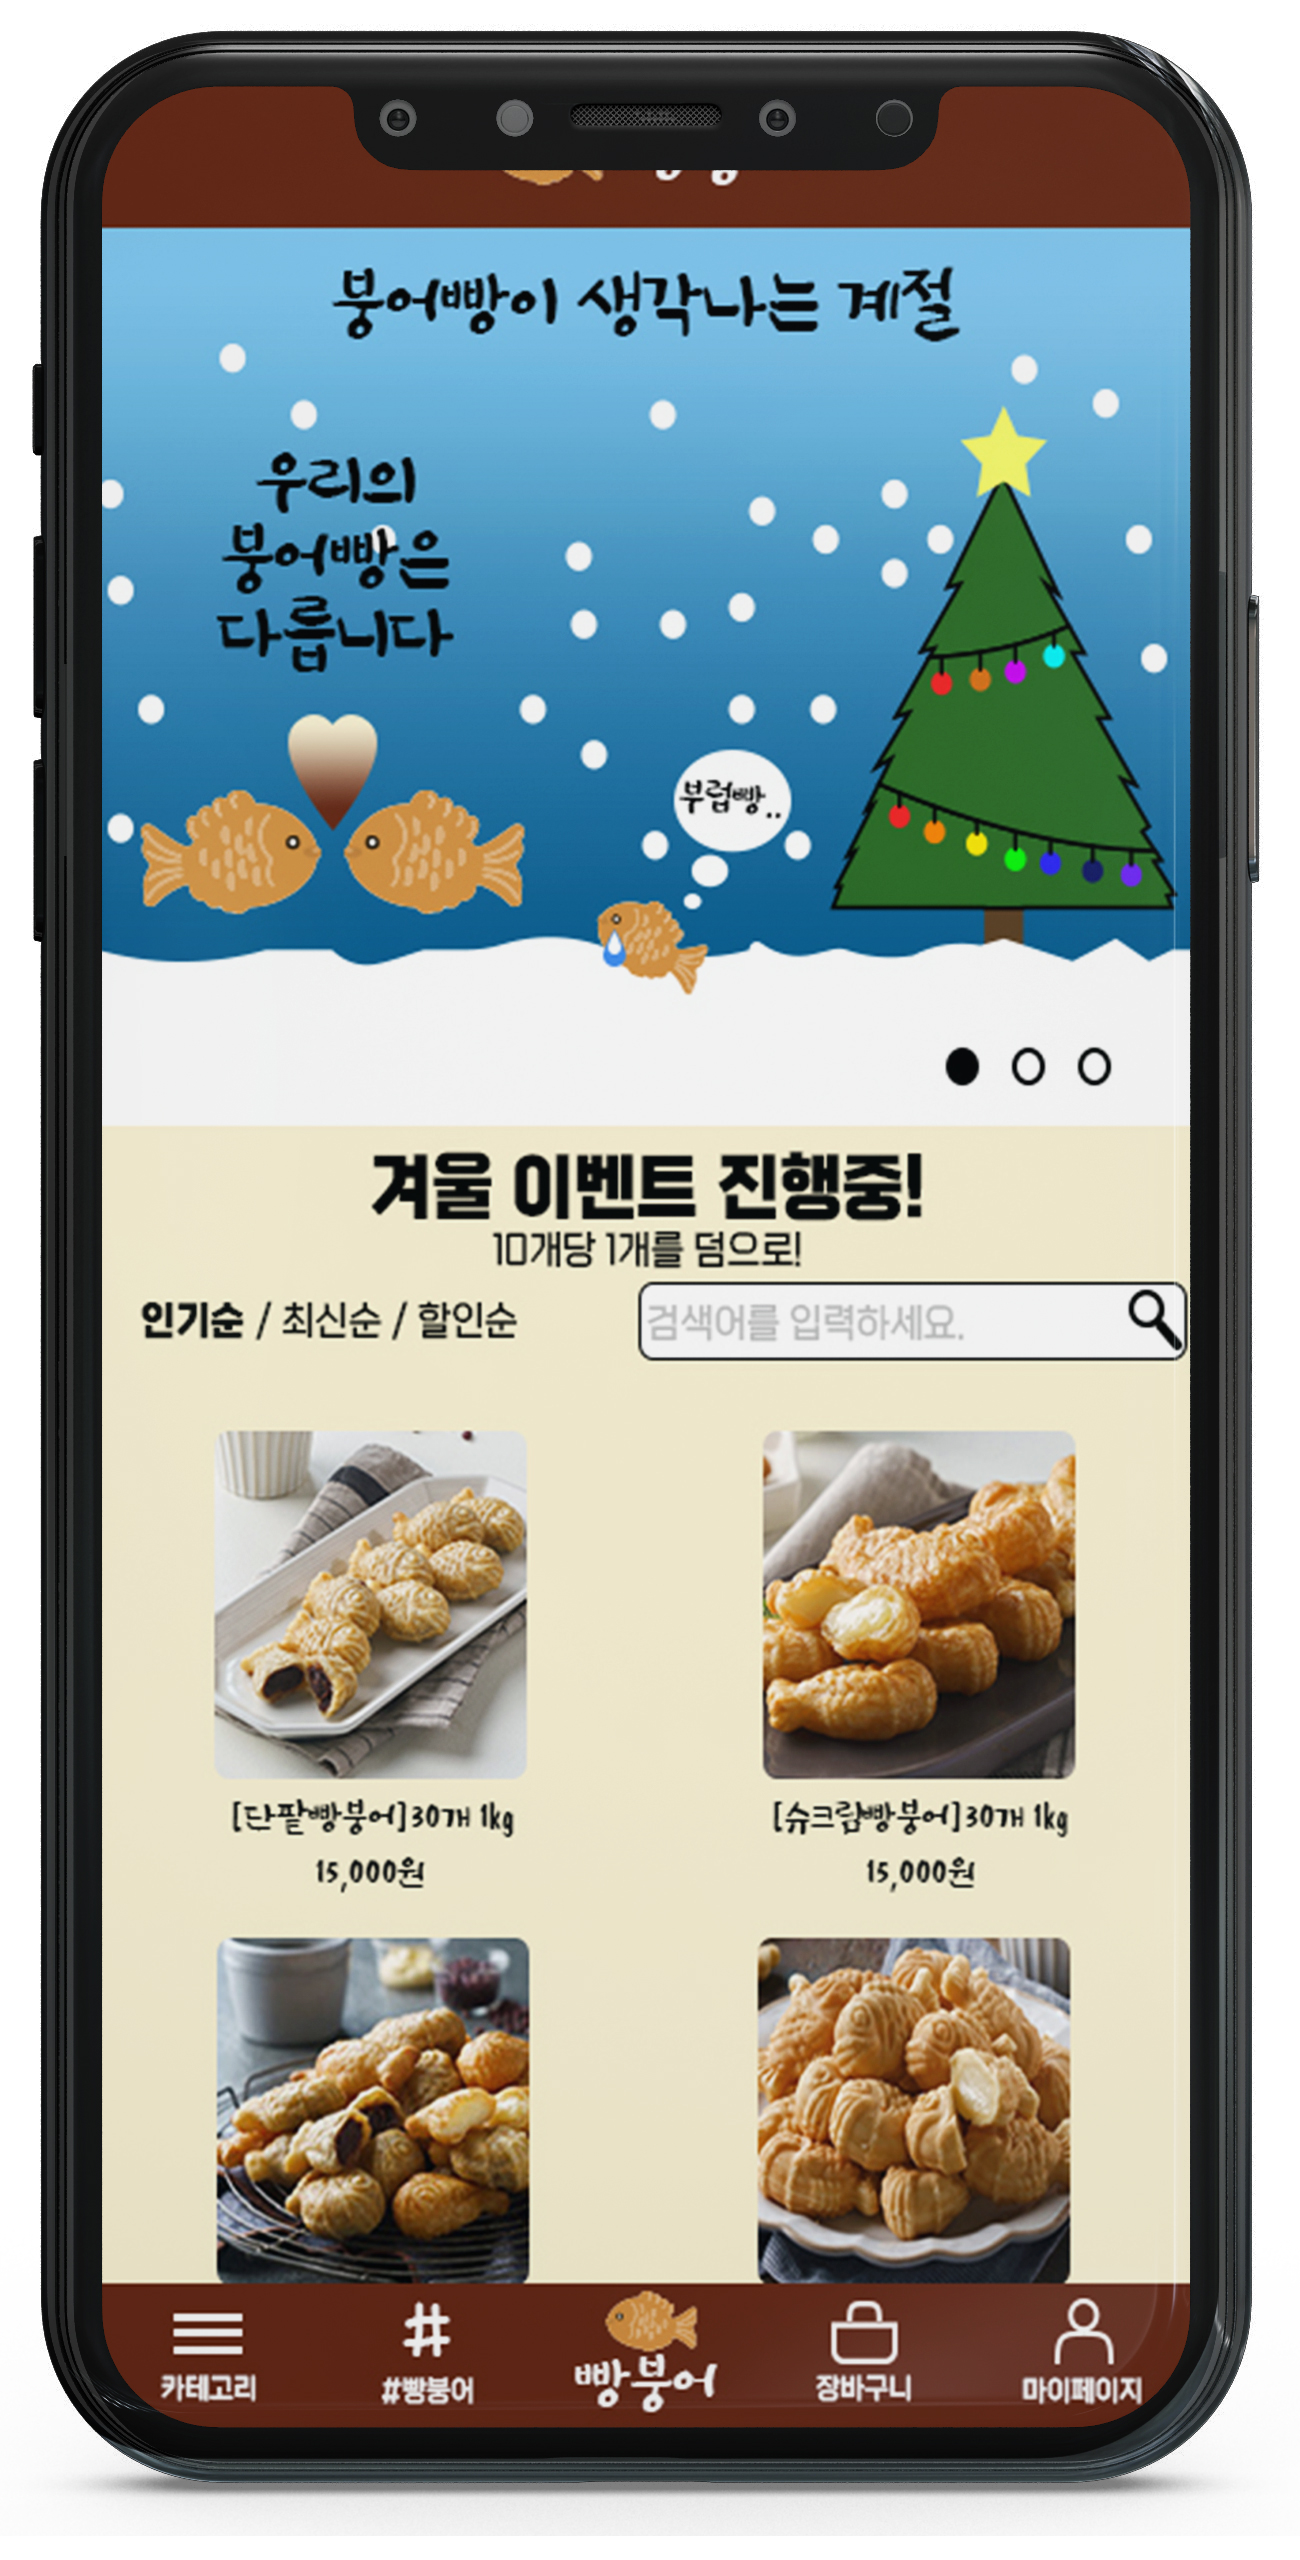 붕어빵이 생각나는 계절
우리의
붕어빵은
다릅니다
부럽빵..
겨울 이벤트 진행중!
10개당 1개를 덤으로!
인기순 / 최신순 / 할인순
검색어를 입력하세요.
[단팥빵붕어]30개 1kg
[슈크림빵붕어]30개 1kg
15,000원
15,000원
카테고리
#빵붕어
빵붕어
장바구니
마이페이지